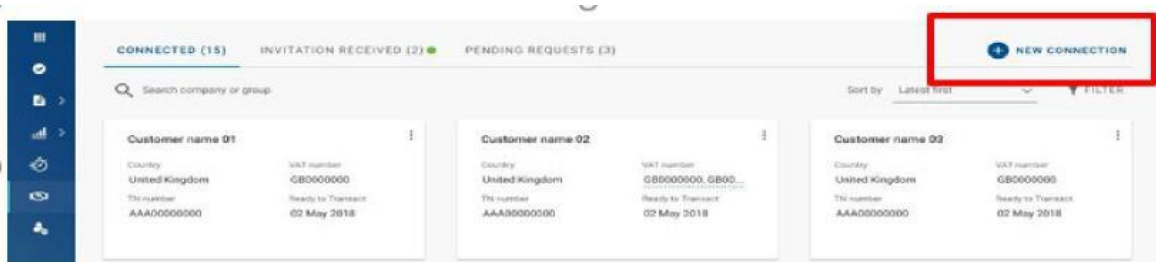 CONNECTED (15) INVITATION RECEIVED (2) PENDING REQUESTS (3) NEW CONNECTION
Search company or group Sort by Latest first FILTER
Customer name 01 Customer name 02 Customer name 03
Country VAT number Country VAT number Country VAT number
United Kingdom GB0000000 United Kingdom GB0000000, GB00... United Kingdom GB0000000
TN number Ready to Transact TN number Ready to Transact TN number Ready to Transact
AAA00000000 02 May 2018 AAA00000000 02 May 2018 AAA00000000 02 May 2018